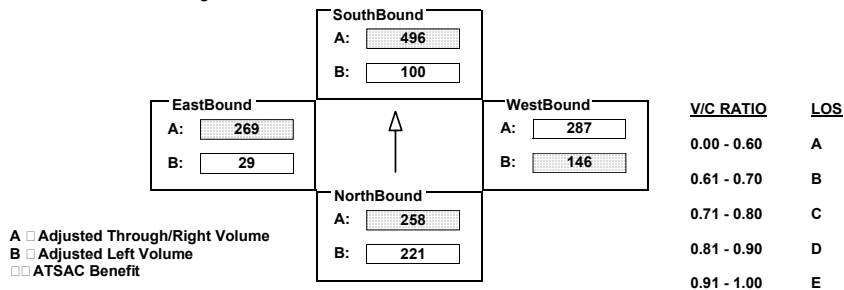 SouthBound
A: 496
B: 100
EastBound
A: 269
B: 29
WestBound
A: 287
B: 146
NorthBound
A: 258
B: 221
A □ Adjusted Through/Right Volume
B □ Adjusted Left Volume
□□ ATSAC Benefit
V/C RATIO LOS
0.00 - 0.60 A
0.61 - 0.70 B
0.71 - 0.80 C
0.81 - 0.90 D
0.91 - 1.00 E